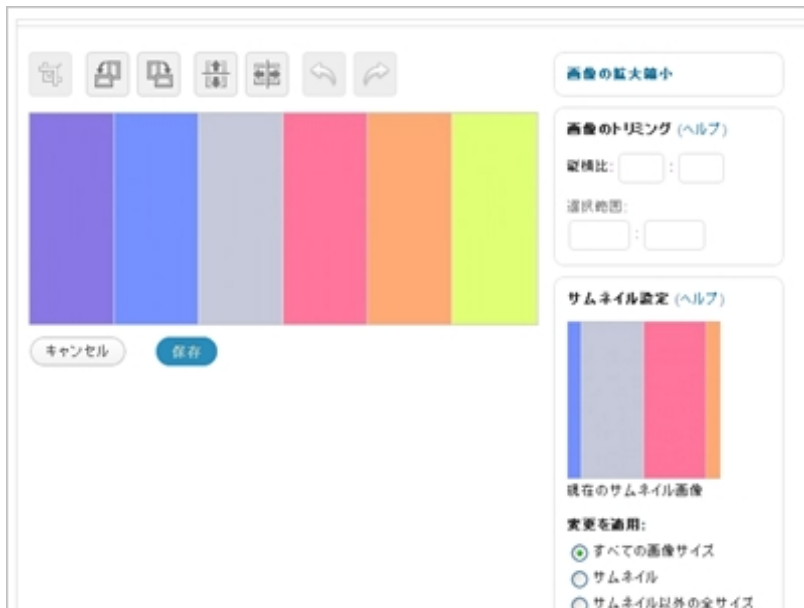 画像の拡大縮小
画像のトリミング (ヘルプ)
縦横比: :
選択範囲:
:
キャンセル 保存
サムネイル設定 (ヘルプ)
現在のサムネイル画像
変更を適用:
すべての画像サイズ
サムネイル
サムネイル以外の全サイズ